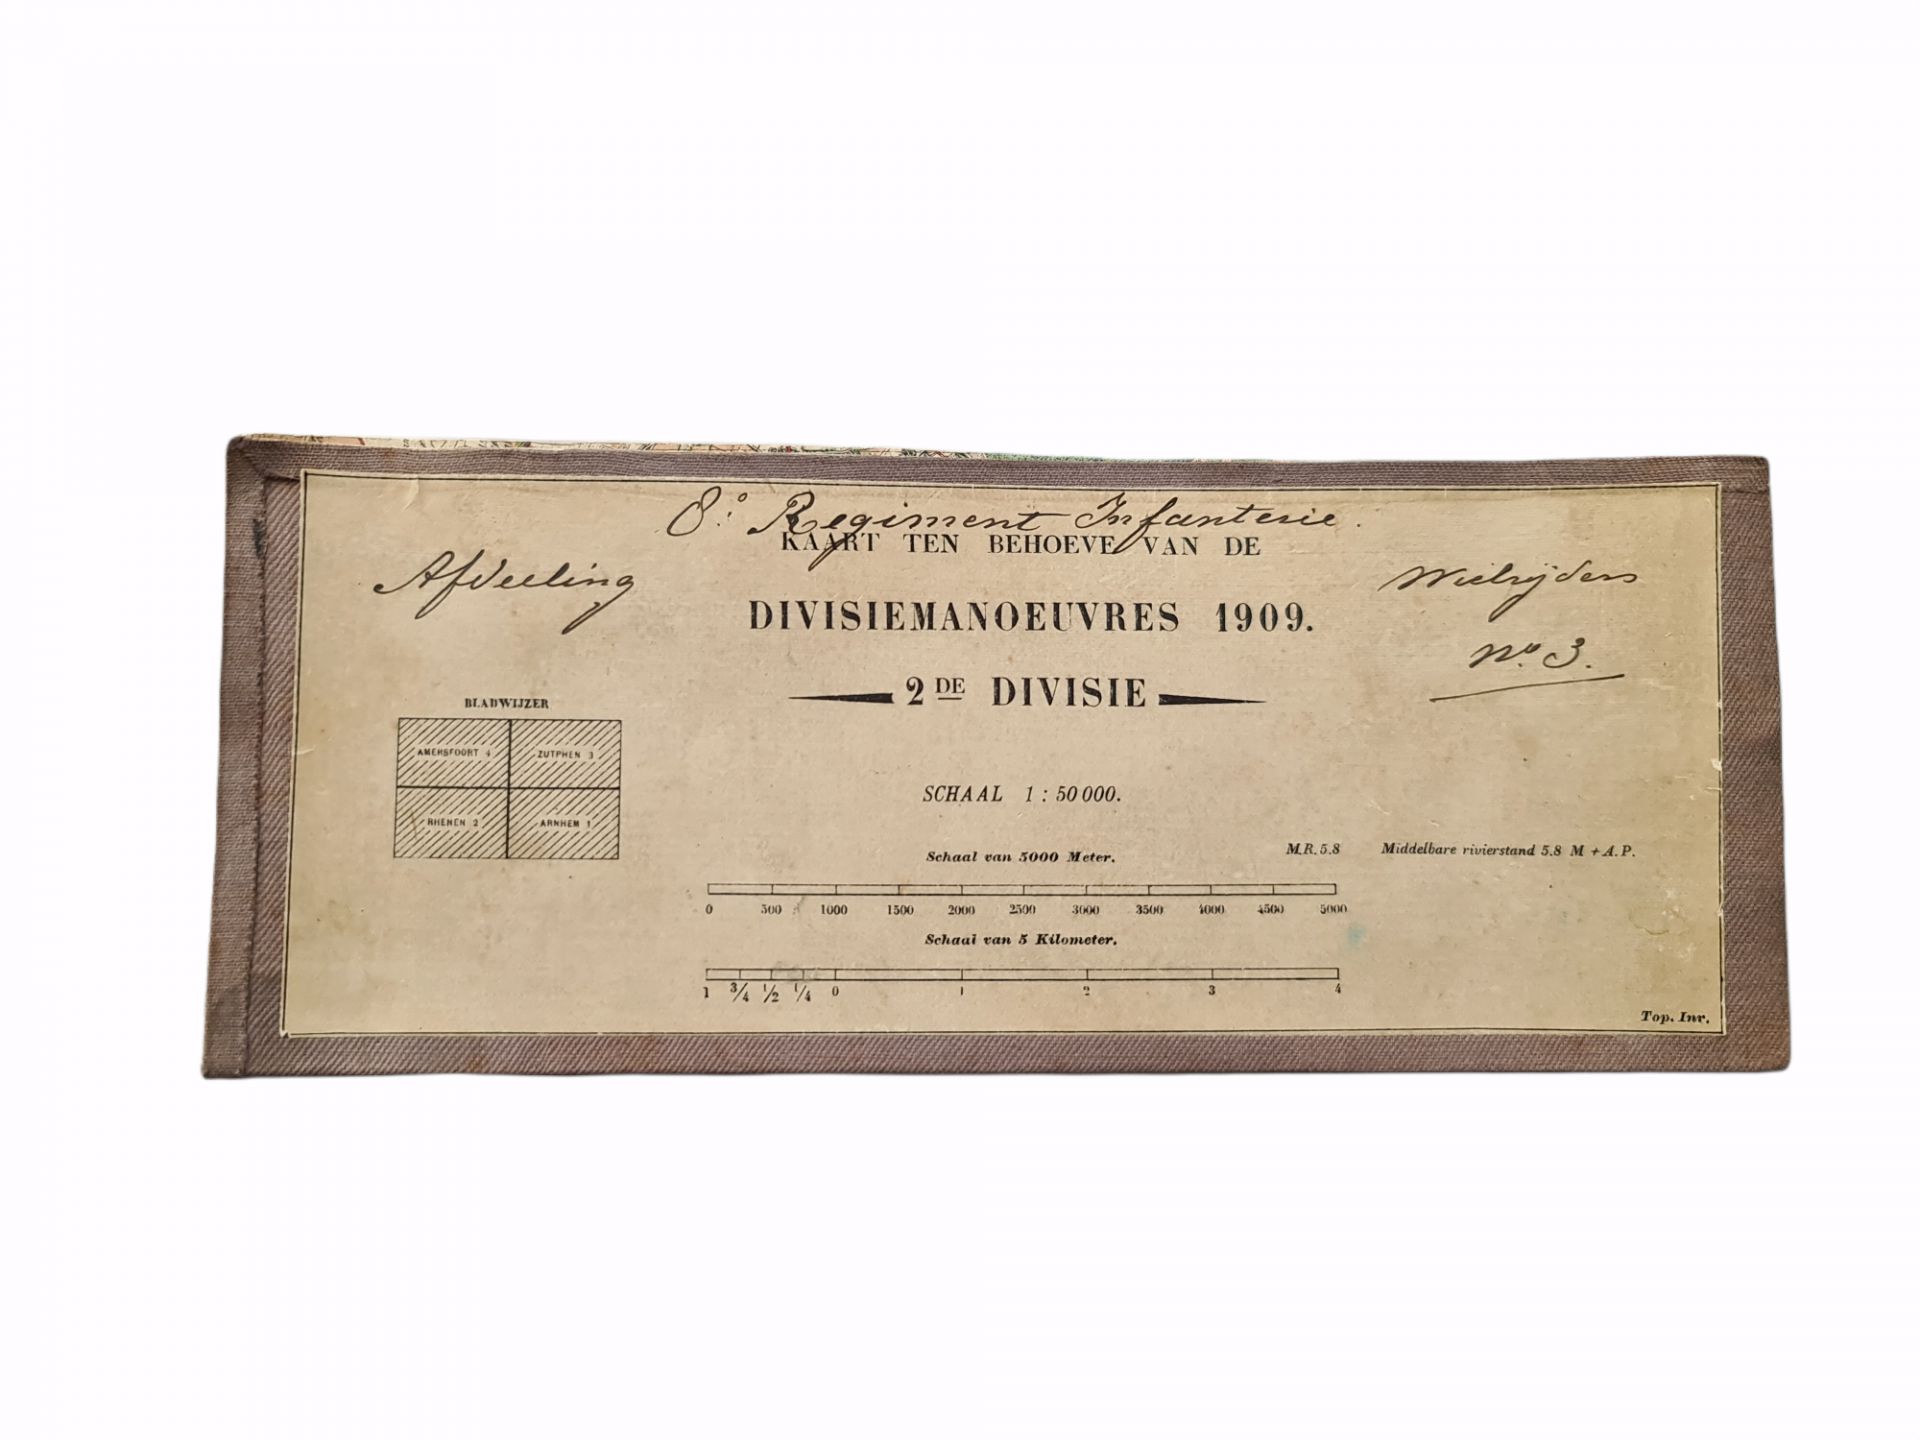 8e Regiment Infanterie.
KAART TEN BEHOEVE VAN DE
Afdeeling
Wielrijders
DIVISIEMANOEUVRES 1909.
No 3.
2 DE DIVISIE
BLADWIJZER
AMERSFOORT 4 ZUTPHEN 3
RHENEN 2 ARNHEM 1
SCHAAL 1 : 50 000.
Schaal van 5000 Meter.
M.R. 5.8 Middelbare rivierstand 5.8 M + A.P.
0 500 1000 1500 2000 2500 3000 3500 4000 4500 5000
Schaal van 5 Kilometer.
1 3/4 1/2 1/4 0 1 2 3 4
Top. Inr.